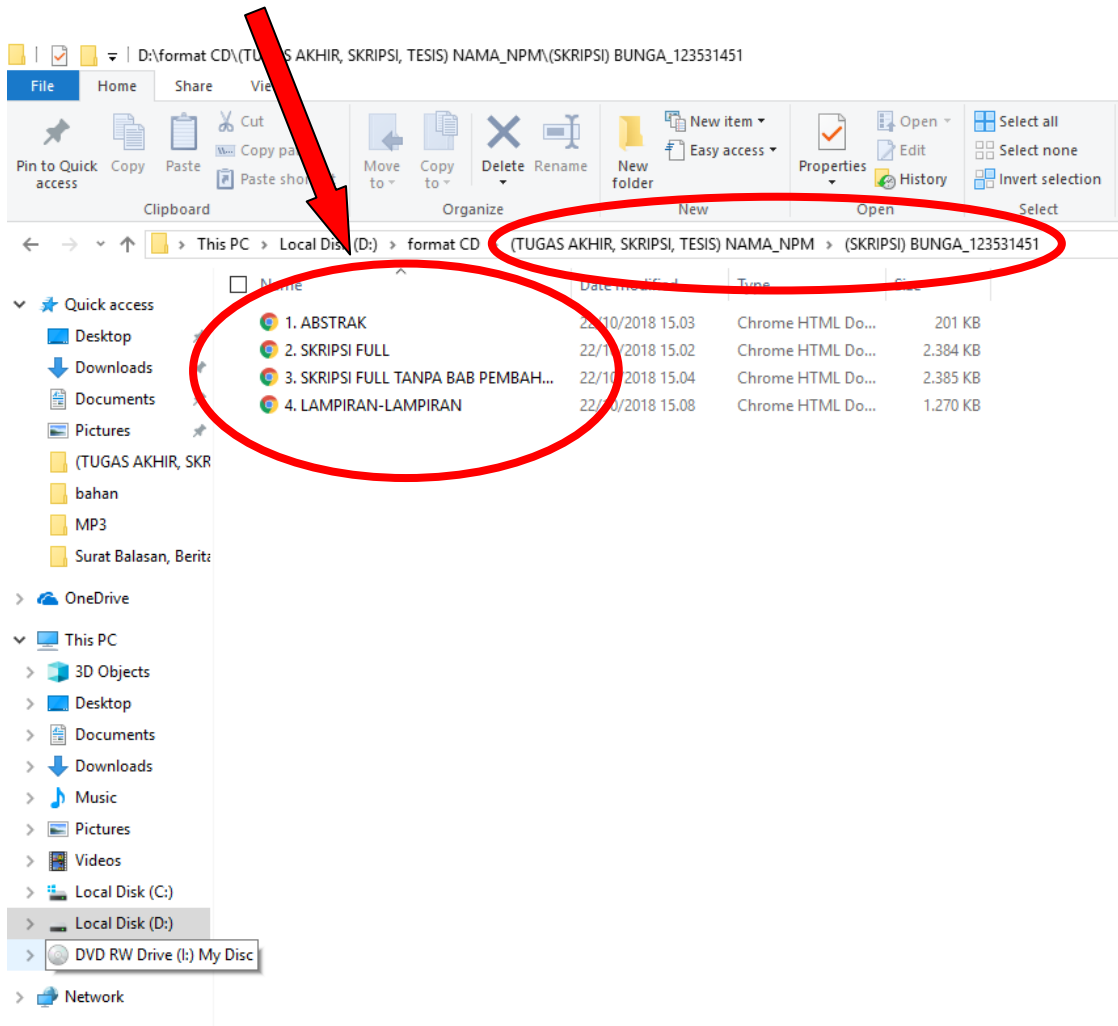 D:\format CD\(TUGAS AKHIR, SKRIPSI, TESIS) NAMA_NPM\(SKRIPSI) BUNGA_123531451
File Home Share
Cut
Copy
Paste
Pin to Quick access
Copy
Paste
Move to
Copy to
Delete
Rename
New folder
New item
Easy access
Properties
Open
Edit
History
Select all
Select none
Invert selection
Clipboard Organize New Open Select
This PC > Local Disk (D:) > format CD (TUGAS AKHIR, SKRIPSI, TESIS) NAMA_NPM > (SKRIPSI) BUNGA_123531451
Name Date modified Type Size
1. ABSTRAK 22/10/2018 15.03 Chrome HTML Do... 201 KB
2. SKRIPSI FULL 22/10/2018 15.02 Chrome HTML Do... 2.384 KB
3. SKRIPSI FULL TANPA BAB PEMBAH... 22/10/2018 15.04 Chrome HTML Do... 2.385 KB
4. LAMPIRAN-LAMPIRAN 22/10/2018 15.08 Chrome HTML Do... 1.270 KB
Quick access
Desktop
Downloads
Documents
Pictures
(TUGAS AKHIR, SKR
bahan
MP3
Surat Balasan, Berita
OneDrive
This PC
3D Objects
Desktop
Documents
Downloads
Music
Pictures
Videos
Local Disk (C:)
Local Disk (D:)
DVD RW Drive (I:) My Disc
Network